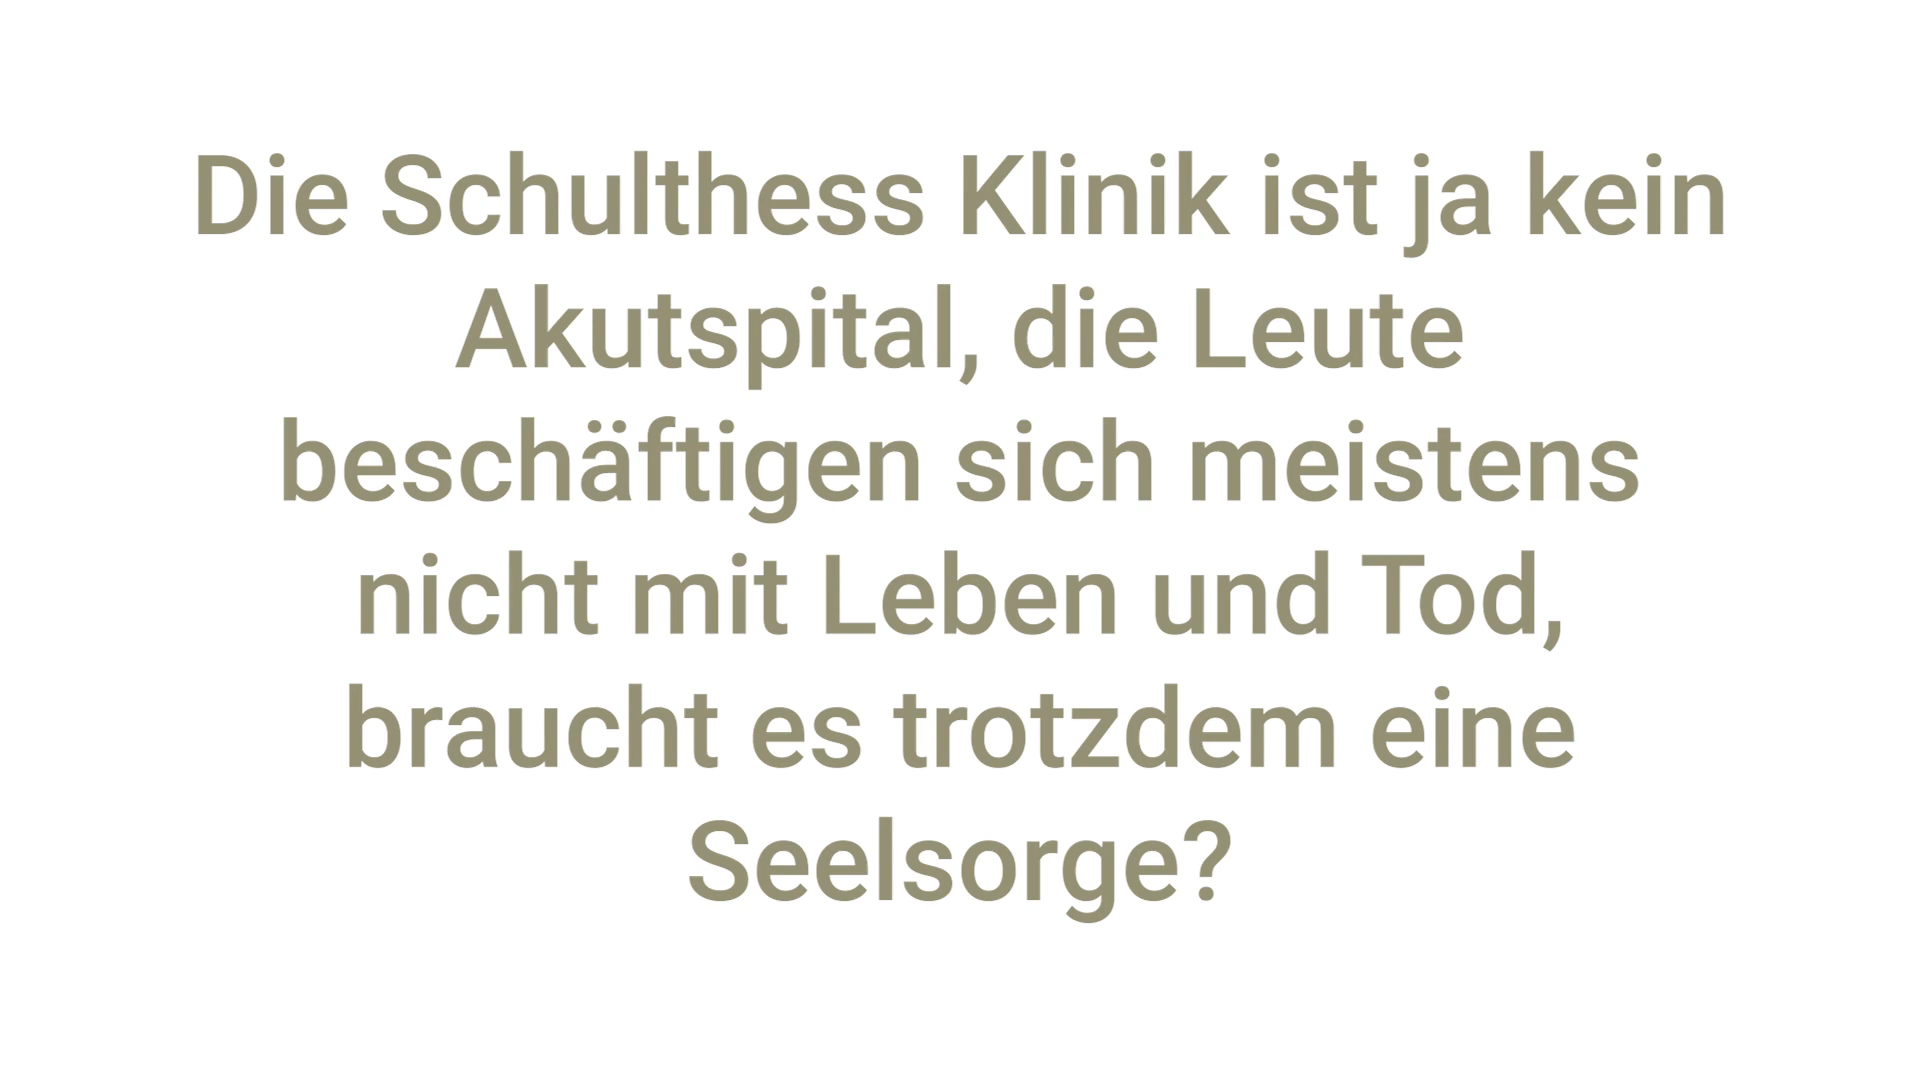 Die Schulthess Klinik ist ja kein
Akutspital, die Leute
beschäftigen sich meistens
nicht mit Leben und Tod,
braucht es trotzdem eine
Seelsorge?